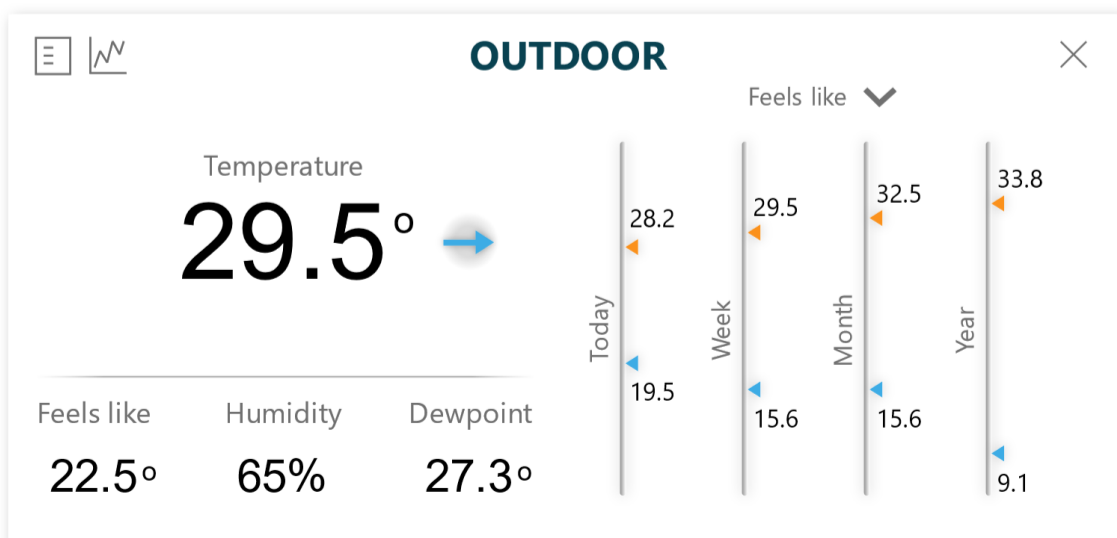 OUTDOOR
Feels like
Temperature
29.5°
Feels like
22.5°
Humidity
65%
Dewpoint
27.3°
Today
28.2
19.5
Week
29.5
15.6
Month
32.5
15.6
Year
33.8
9.1